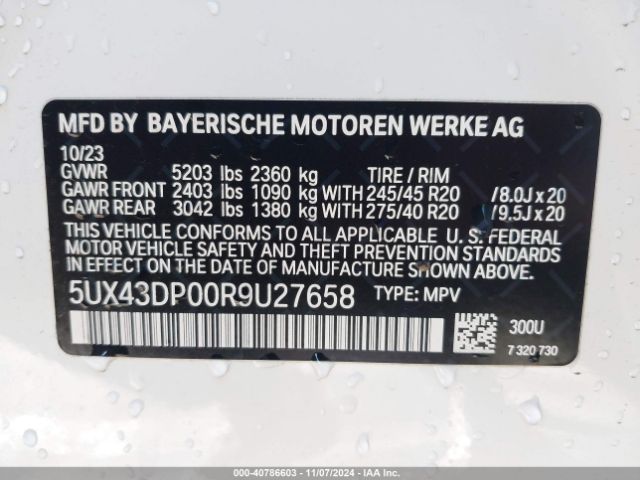 MFD BY BAYERISCHE MOTOREN WERKE AG
10/23
GVWR 5203 lbs 2360 kg TIRE / RIM
GAWR FRONT 2403 lbs 1090 kg WITH 245/45 R20 /8.0J x 20
GAWR REAR 3042 lbs 1380 kg WITH 275/40 R20 /9.5J x 20
THIS VEHICLE CONFORMS TO ALL APPLICABLE U. S. FEDERAL
MOTOR VEHICLE SAFETY AND THEFT PREVENTION STANDARDS
IN EFFECT ON THE DATE OF MANUFACTURE SHOWN ABOVE.
5UX43DP00R9U27658 TYPE: MPV
300U
7 320 730
000-40786603 - 11/07/2024 - IAA Inc.